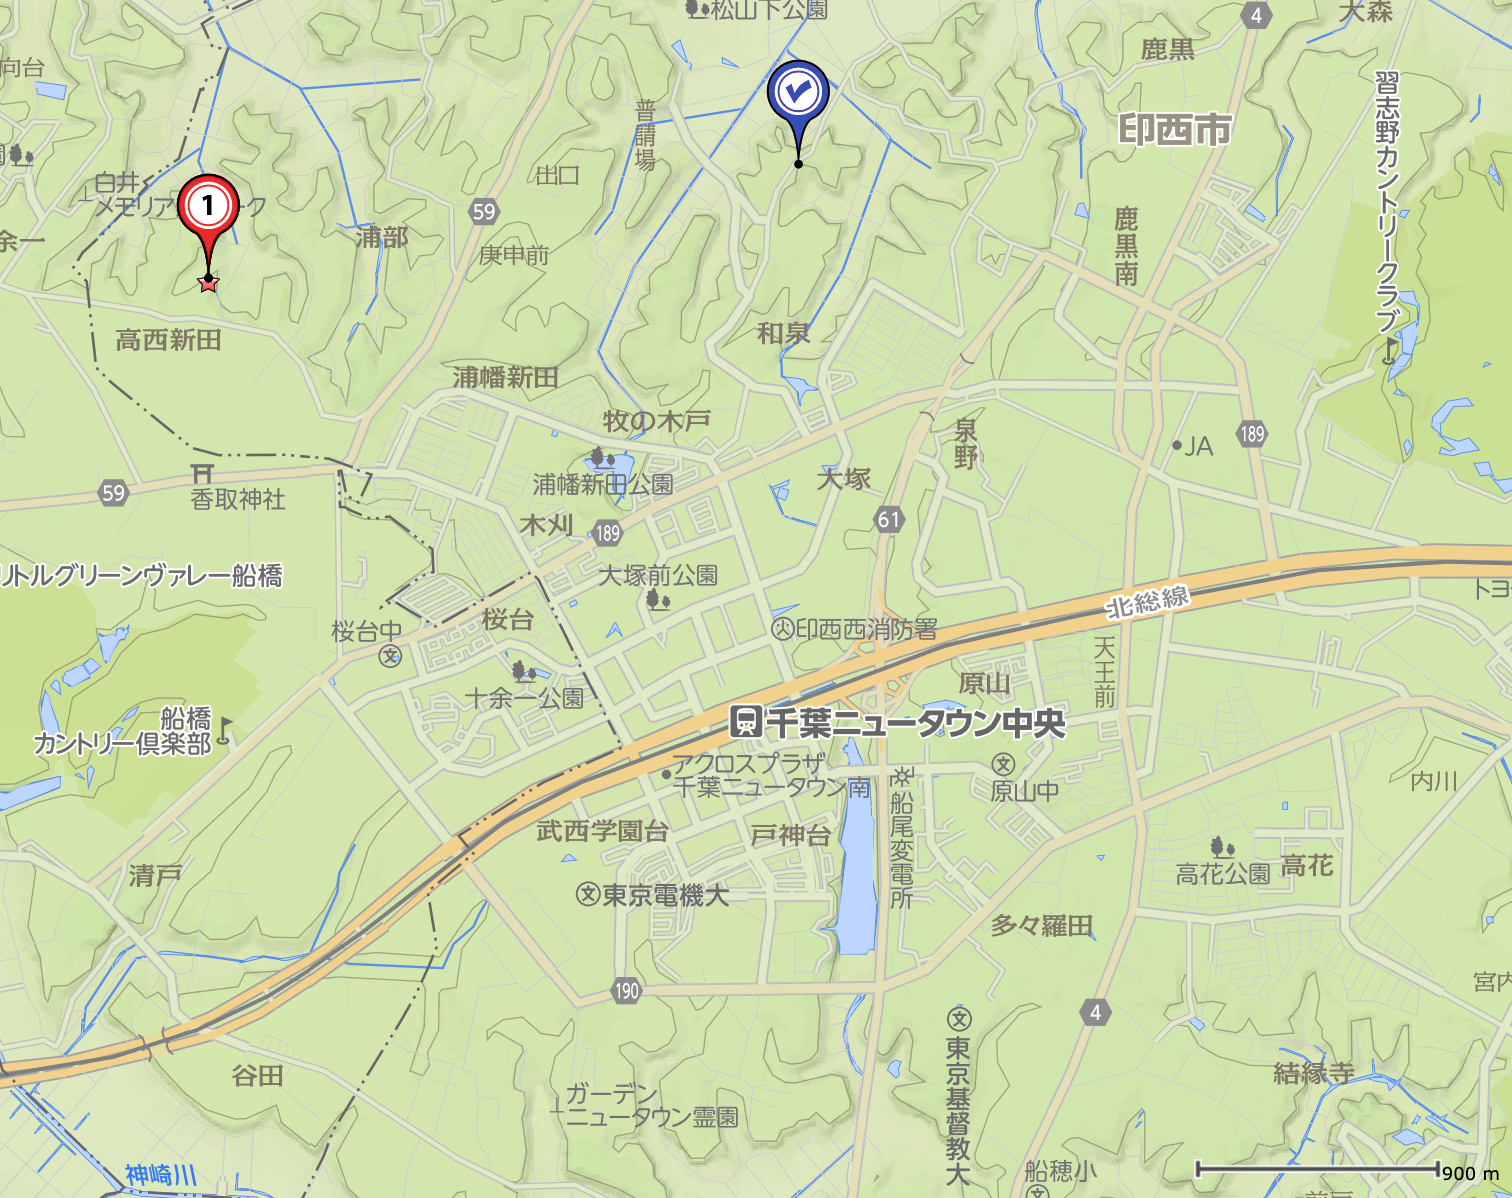 松山下公園
4
大森
向台
鹿黒
習志野カントリークラブ
普請場
印西市
出口
白井
メモリア
ク
1
59
鹿黒南
余一
浦部
庚申前
高西新田
和泉
浦幡新田
牧の木戸
泉野
189
JA
大塚
浦幡新田公園
59
香取神社
木刈
189
61
リトルグリーンヴァレー船橋
大塚前公園
トヨ
北総線
桜台
桜台中
印西西消防署
天王前
原山
十余一公園
船橋
カントリー倶楽部
千葉ニュータウン中央
アクロスプラザ
千葉ニュータウン南
原山中
内川
船尾変電所
武西学園台
戸神台
清戸
高花公園
高花
東京電機大
多々羅田
190
宮内
4
東京基督教大
谷田
結縁寺
ガーデン
ニュータウン霊園
神崎川
船穂小
900 m